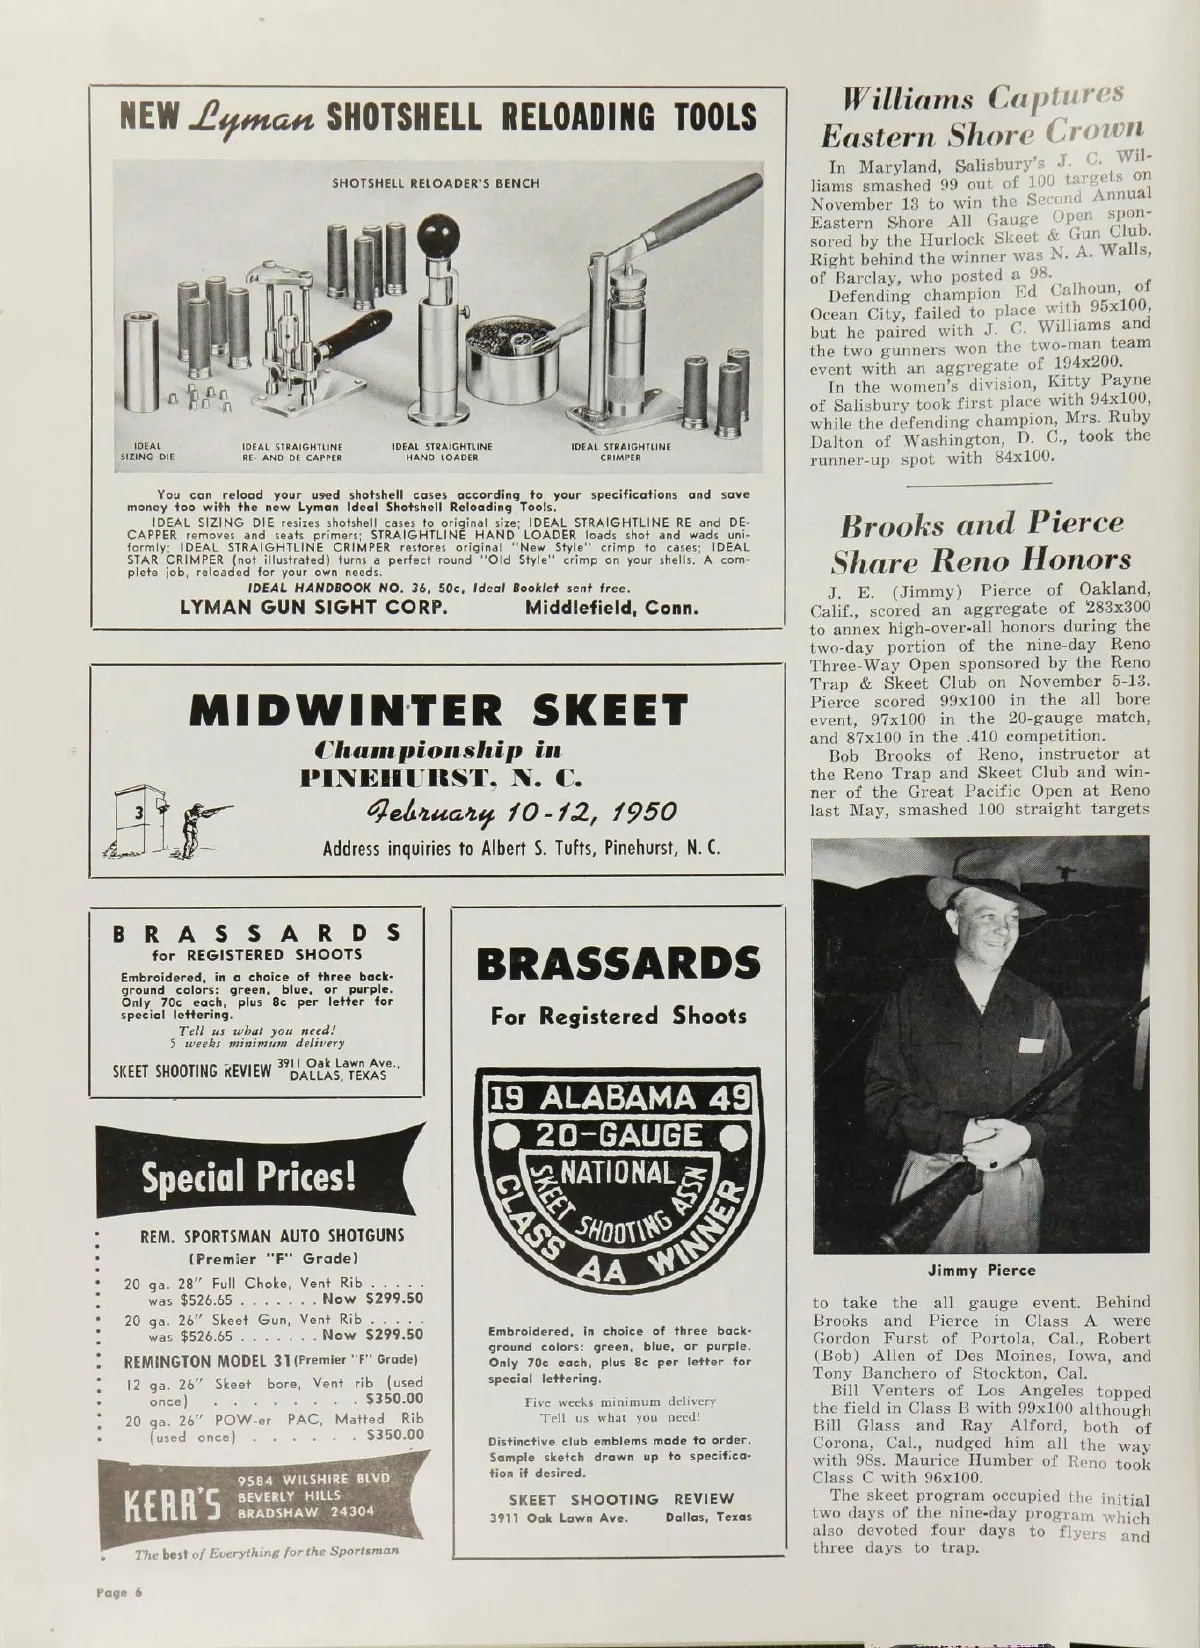 NEW Lyman SHOTSHELL RELOADING TOOLS
SHOTSHELL RELOADER'S BENCH
IDEAL
SIZING DIE
IDEAL STRAIGHTLINE
RE- AND DE CAPPER
IDEAL STRAIGHTLINE
HAND LOADER
IDEAL STRAIGHTLINE
CRIMPER
You can reload your used shotshell cases according to your specifications and save
money too with the new Lyman Ideal Shotshell Reloading Tools.
IDEAL SIZING DIE resizes shotshell cases to original size; IDEAL STRAIGHTLINE RE and DE-
CAPPER removes and seats primers; STRAIGHTLINE HAND LOADER loads shot and wads uni-
formly; IDEAL STRAIGHTLINE CRIMPER restores original "New Style" crimp to cases; IDEAL
STAR CRIMPER (not illustrated) turns a perfect round "Old Style" crimp on your shells. A com-
plete job, reloaded for your own needs.
IDEAL HANDBOOK NO. 36, 50c, Ideal Booklet sent free.
LYMAN GUN SIGHT CORP. Middlefield, Conn.
MIDWINTER SKEET
Championship in
PINEHURST, N. C.
3
February 10-12, 1950
Address inquiries to Albert S. Tufts, Pinehurst, N. C.
BRASSARDS
for REGISTERED SHOOTS
Embroidered, in a choice of three back-
ground colors: green, blue, or purple.
Only 70c each, plus 8c per letter for
special lettering.
Tell us what you need!
5 weeks minimum delivery
SKEET SHOOTING REVIEW 3911 Oak Lawn Ave.,
DALLAS, TEXAS
Special Prices!
REM. SPORTSMAN AUTO SHOTGUNS
(Premier "F" Grade)
20 ga. 28" Full Choke, Vent Rib . . . . .
was $526.65 . . . . . . . Now $299.50
20 ga. 26" Skeet Gun, Vent Rib . . . . .
was $526.65 . . . . . . . Now $299.50
REMINGTON MODEL 31 (Premier "F" Grade)
12 ga. 26" Skeet bore, Vent rib (used
once) . . . . . . . . . $350.00
20 ga. 26" POW-er PAC, Matted Rib
(used once) . . . . . . $350.00
KERR'S
9584 WILSHIRE BLVD
BEVERLY HILLS
BRADSHAW 24304
The best of Everything for the Sportsman
Page 6
BRASSARDS
For Registered Shoots
19 ALABAMA 49
20-GAUGE
NATIONAL
SKEET SHOOTING ASSN
CLASS AA WINNER
Embroidered, in choice of three back-
ground colors: green, blue, or purple.
Only 70c each, plus 8c per letter for
special lettering.
Five weeks minimum delivery
Tell us what you need!
Distinctive club emblems made to order.
Sample sketch drawn up to specifica-
tion if desired.
SKEET SHOOTING REVIEW
3911 Oak Lawn Ave. Dallas, Texas
Williams Captures
Eastern Shore Crown
In Maryland, Salisbury's J. C. Wil-
liams smashed 99 out of 100 targets on
November 13 to win the Second Annual
Eastern Shore All Gauge Open spon-
sored by the Hurlock Skeet & Gun Club.
Right behind the winner was N. A. Walls,
of Barclay, who posted a 98.
Defending champion Ed Calhoun, of
Ocean City, failed to place with 95x100,
but he paired with J. C. Williams and
the two gunners won the two-man team
event with an aggregate of 194x200.
In the women's division, Kitty Payne
of Salisbury took first place with 94x100,
while the defending champion, Mrs. Ruby
Dalton of Washington, D. C., took the
runner-up spot with 84x100.
Brooks and Pierce
Share Reno Honors
J. E. (Jimmy) Pierce of Oakland,
Calif., scored an aggregate of 283x300
to annex high-over-all honors during the
two-day portion of the nine-day Reno
Three-Way Open sponsored by the Reno
Trap & Skeet Club on November 5-13.
Pierce scored 99x100 in the all bore
event, 97x100 in the 20-gauge match,
and 87x100 in the .410 competition.
Bob Brooks of Reno, instructor at
the Reno Trap and Skeet Club and win-
ner of the Great Pacific Open at Reno
last May, smashed 100 straight targets
Jimmy Pierce
to take the all gauge event. Behind
Brooks and Pierce in Class A were
Gordon Furst of Portola, Cal., Robert
(Bob) Allen of Des Moines, Iowa, and
Tony Banchero of Stockton, Cal.
Bill Venters of Los Angeles topped
the field in Class B with 99x100 although
Bill Glass and Ray Alford, both of
Corona, Cal., nudged him all the way
with 98s. Maurice Humber of Reno took
Class C with 96x100.
The skeet program occupied the initial
two days of the nine-day program which
also devoted four days to flyers and
three days to trap.